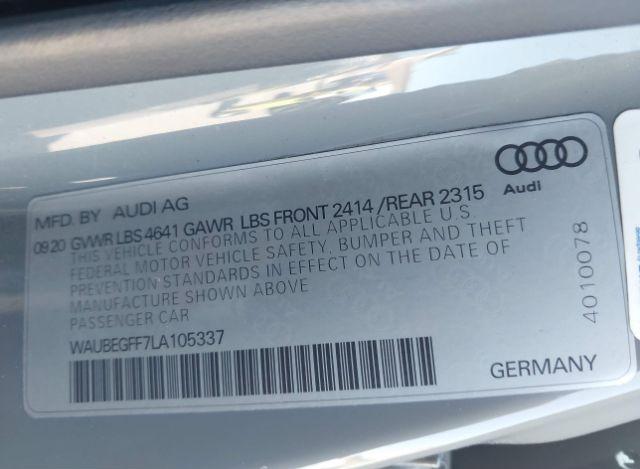 Audi
MFD. BY AUDI AG
09.20 GVWR LBS 4641 GAWR LBS FRONT 2414 /REAR 2315
THIS VEHICLE CONFORMS TO ALL APPLICABLE U.S.
FEDERAL MOTOR VEHICLE SAFETY, BUMPER AND THEFT
PREVENTION STANDARDS IN EFFECT ON THE DATE OF
MANUFACTURE SHOWN ABOVE
PASSENGER CAR
WAUBEGFF7LA105337
GERMANY
4010078